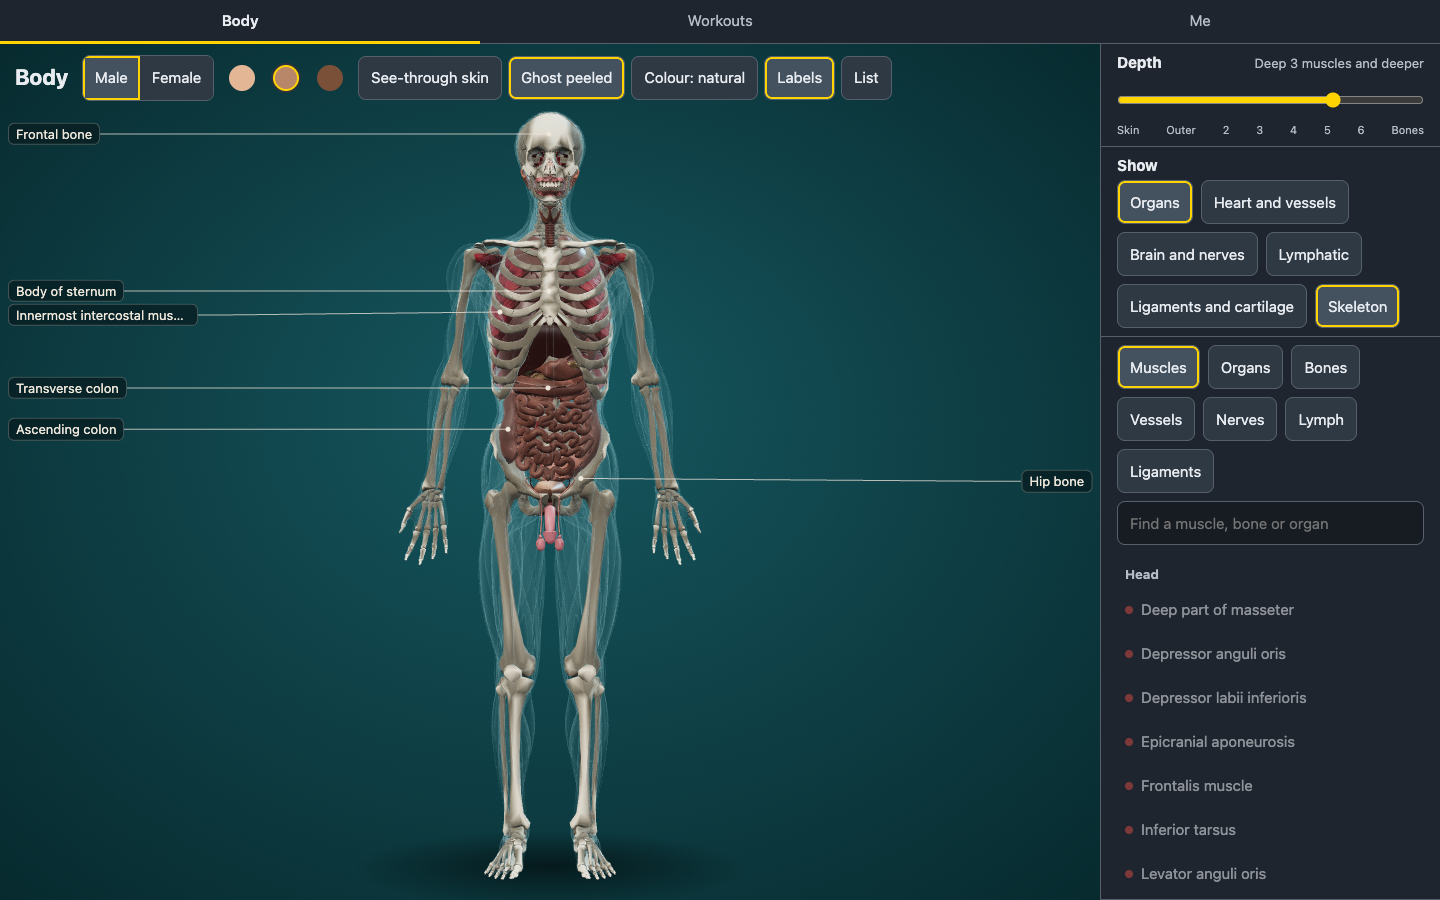 Body
Workouts
Me
Body
Male
Female
See-through skin
Ghost peeled
Colour: natural
Labels
List
Frontal bone
Body of sternum
Innermost intercostal mus...
Transverse colon
Ascending colon
Hip bone
Depth
Deep 3 muscles and deeper
Skin Outer 2 3 4 5 6 Bones
Show
Organs
Heart and vessels
Brain and nerves
Lymphatic
Ligaments and cartilage
Skeleton
Muscles
Organs
Bones
Vessels
Nerves
Lymph
Ligaments
Find a muscle, bone or organ
Head
Deep part of masseter
Depressor anguli oris
Depressor labii inferioris
Epicranial aponeurosis
Frontalis muscle
Inferior tarsus
Levator anguli oris